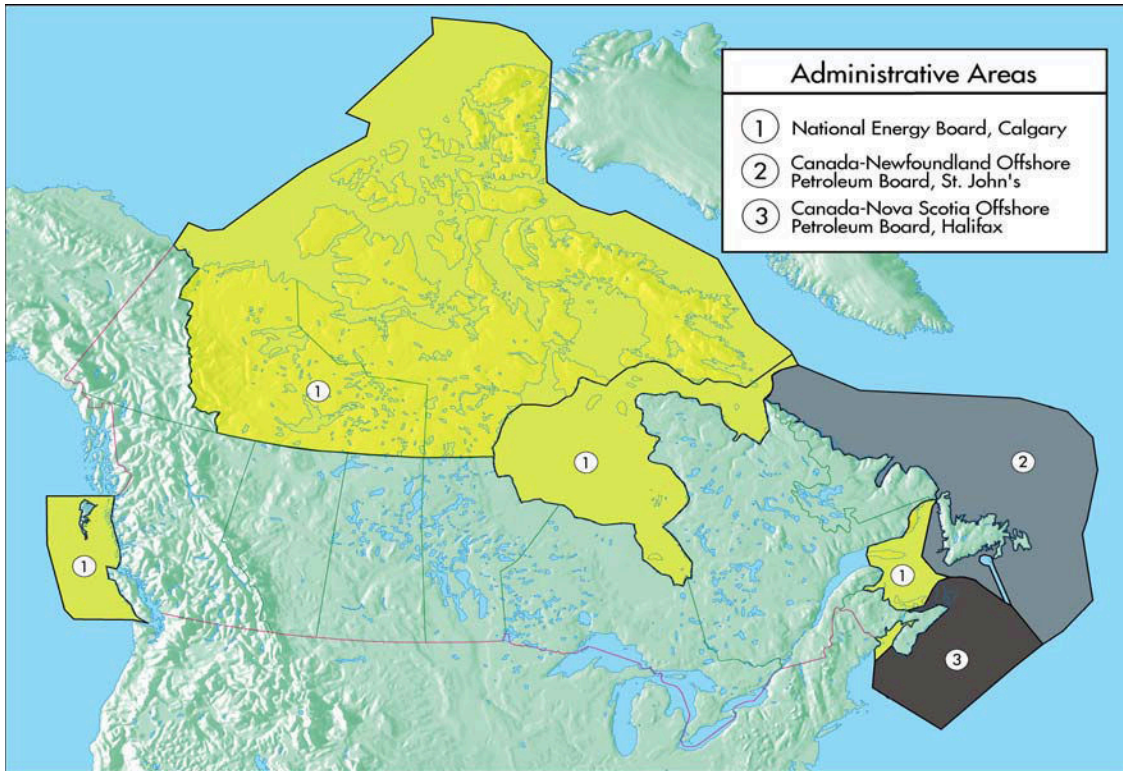 Administrative Areas
1 National Energy Board, Calgary
2 Canada-Newfoundland Offshore
Petroleum Board, St. John's
3 Canada-Nova Scotia Offshore
Petroleum Board, Halifax
1
1
2
1
1
3